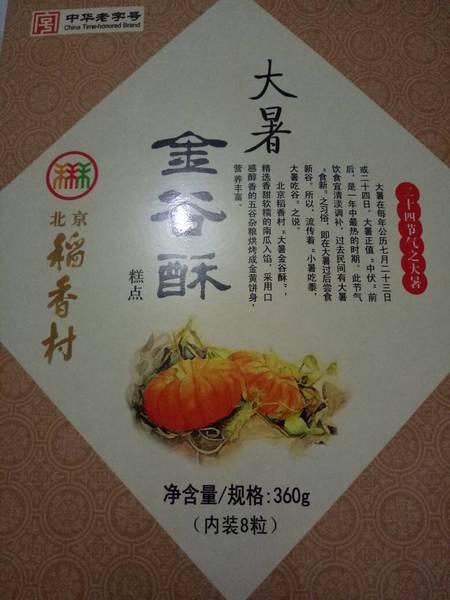 中华老字号
China Time-honored Brand
大暑
金谷酥
糕点
北京
稻香村
二十四节气之大暑
大暑在每年公历七月二十三日
或二十四日，大暑正值“中伏”前
后，是一年中最热的时期，此节气
饮食宜清淡调补，过去民间有大暑
“食新”之习俗，即在大暑过后尝食
新谷，所以，流传着“小暑吃黍，
大暑吃谷”之说。
北京稻香村“大暑金谷酥”，
精选香甜软糯的南瓜入馅，采用口
感醇香的五谷杂粮烘烤成金黄饼身，
营养丰富。
净含量/规格:360g
（内装8粒）